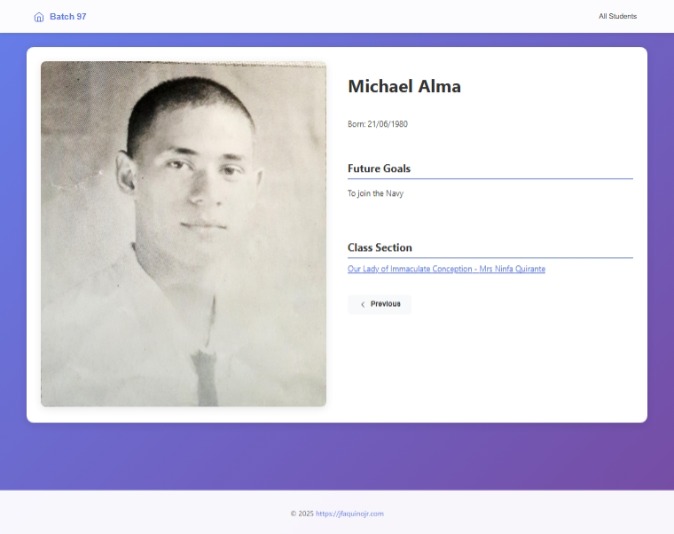 Batch 97
All Students
Michael Alma
Born: 21/06/1980
Future Goals
To join the Navy
Class Section
Our Lady of Immaculate Conception - Mrs Ninfa Quirante
Previous
© 2025 https://jfaquinojr.com